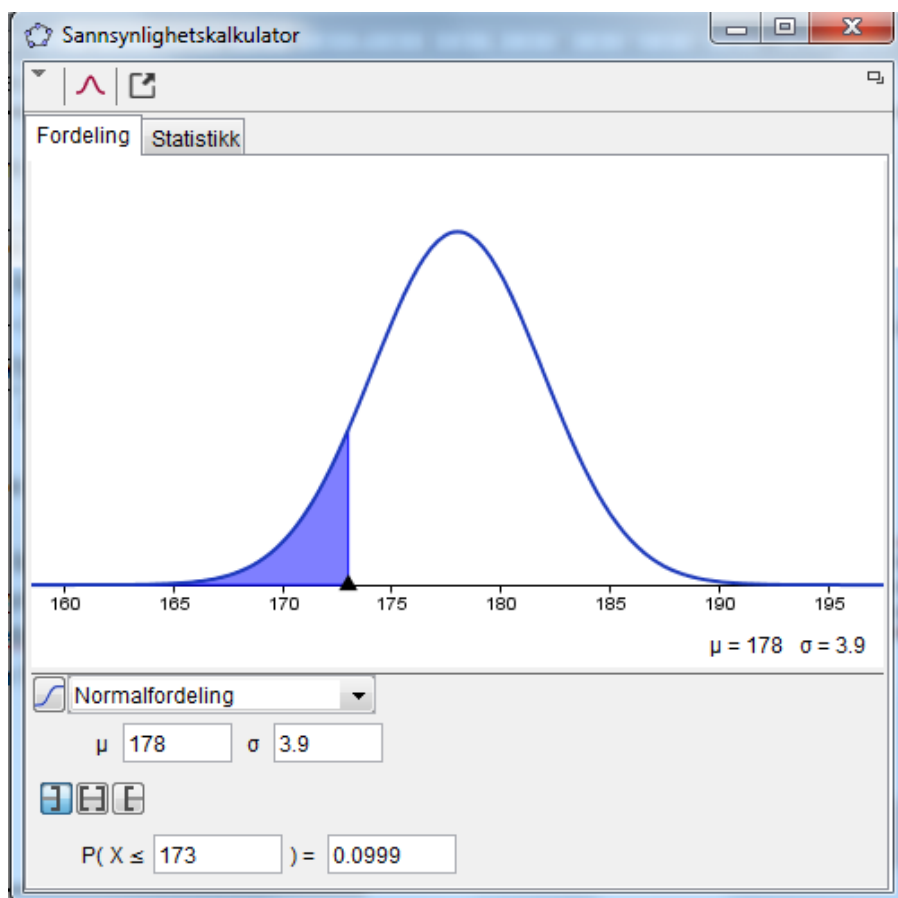 Sannsynlighetskalkulator
Fordeling Statistikk
160 165 170 175 180 185 190 195
μ = 178 σ = 3.9
Normalfordeling
μ 178 σ 3.9
P( X ≤ 173 ) = 0.0999